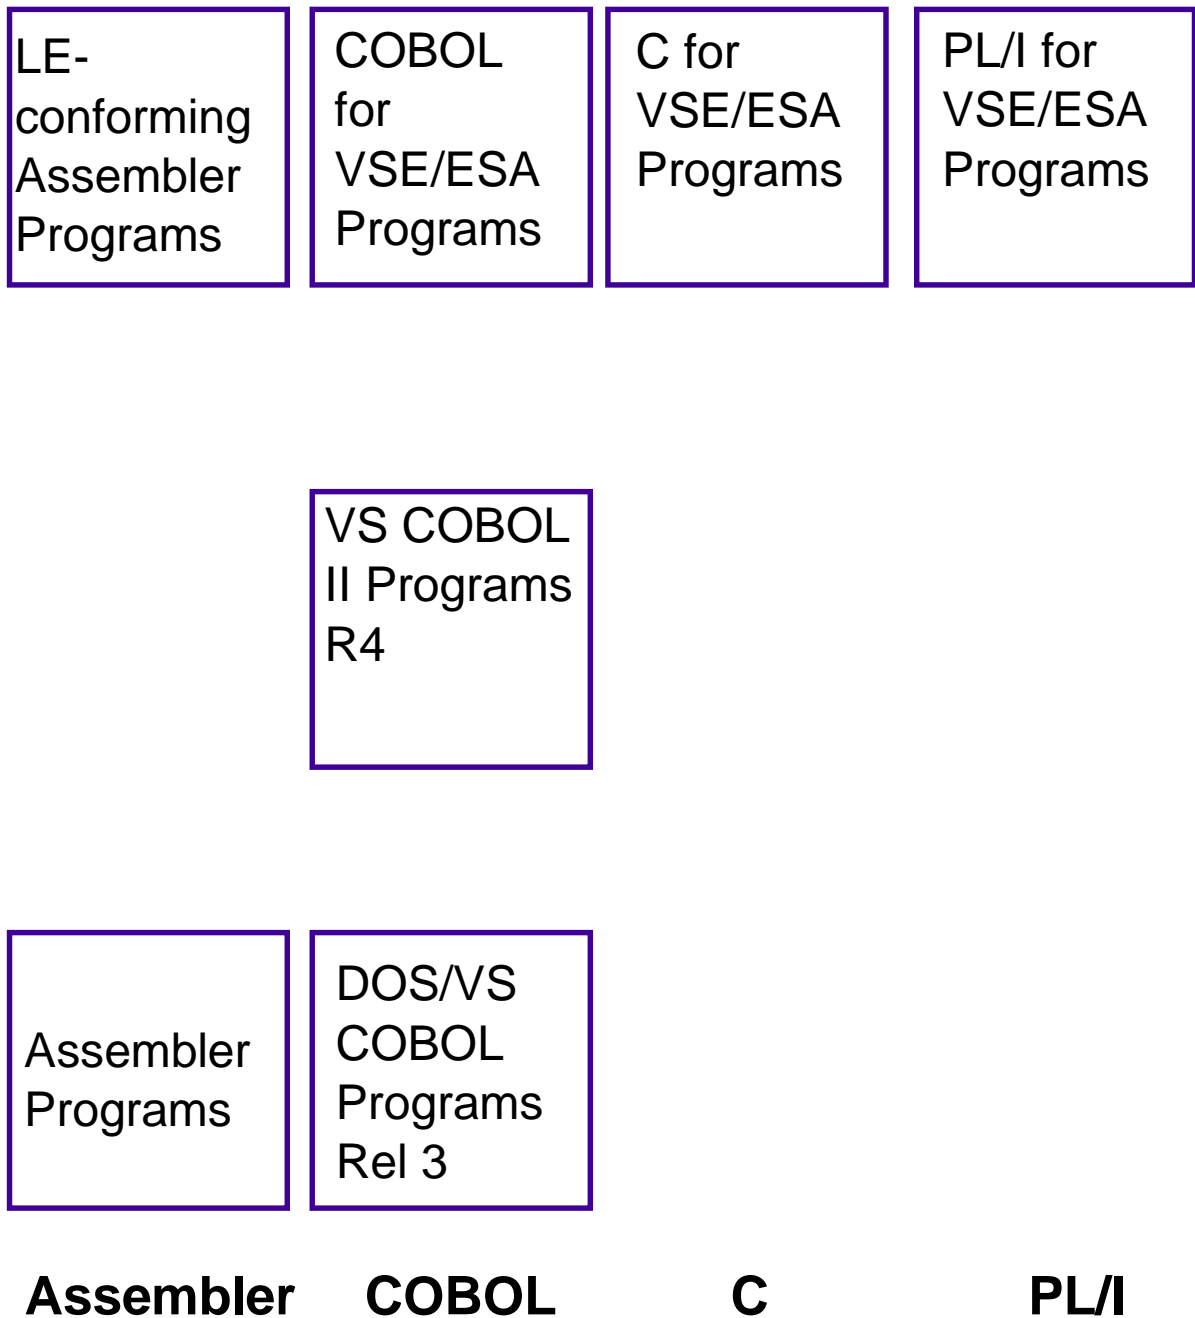 LE-
conforming
Assembler
Programs
COBOL
for
VSE/ESA
Programs
C for
VSE/ESA
Programs
PL/I for
VSE/ESA
Programs
VS COBOL
II Programs
R4
Assembler
Programs
DOS/VS
COBOL
Programs
Rel 3
Assembler COBOL C PL/I